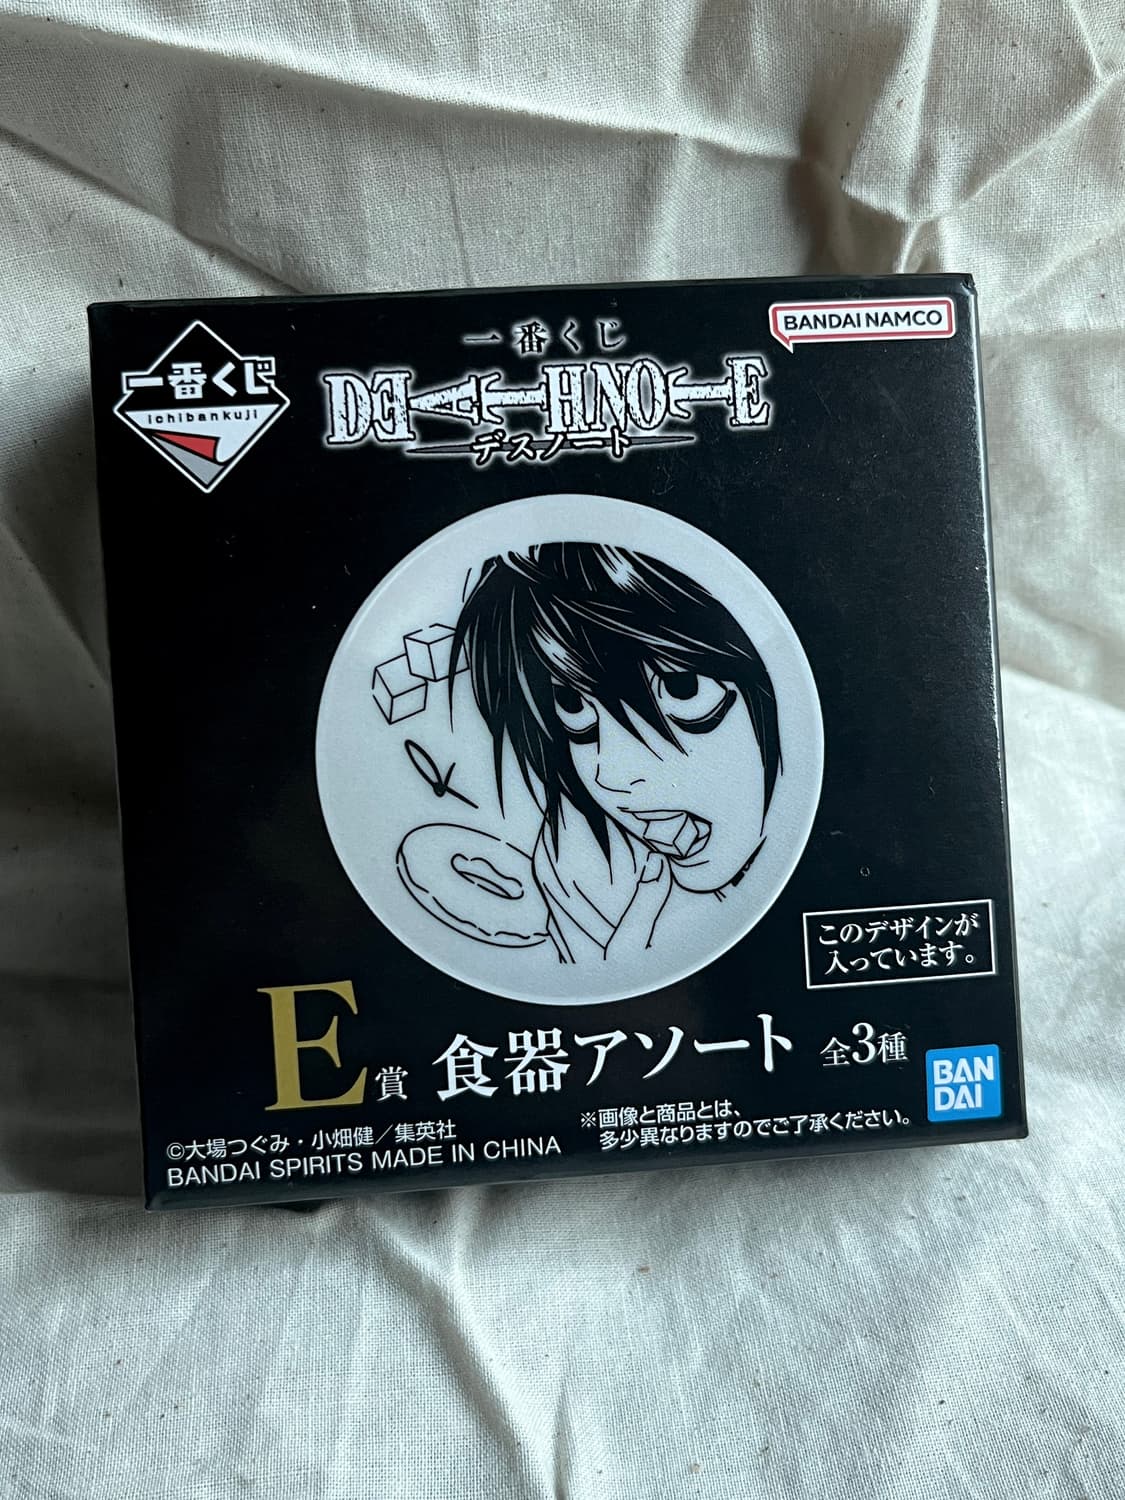 一番くじ
ichibankuji
一番くじ
DEATH NOTE
デスノート
BANDAI NAMCO
このデザインが
入っています。
E賞 食器アソート 全3種
BAN
DAI
©大場つぐみ・小畑健／集英社
BANDAI SPIRITS MADE IN CHINA
※画像と商品とは、
多少異なりますのでご了承ください。